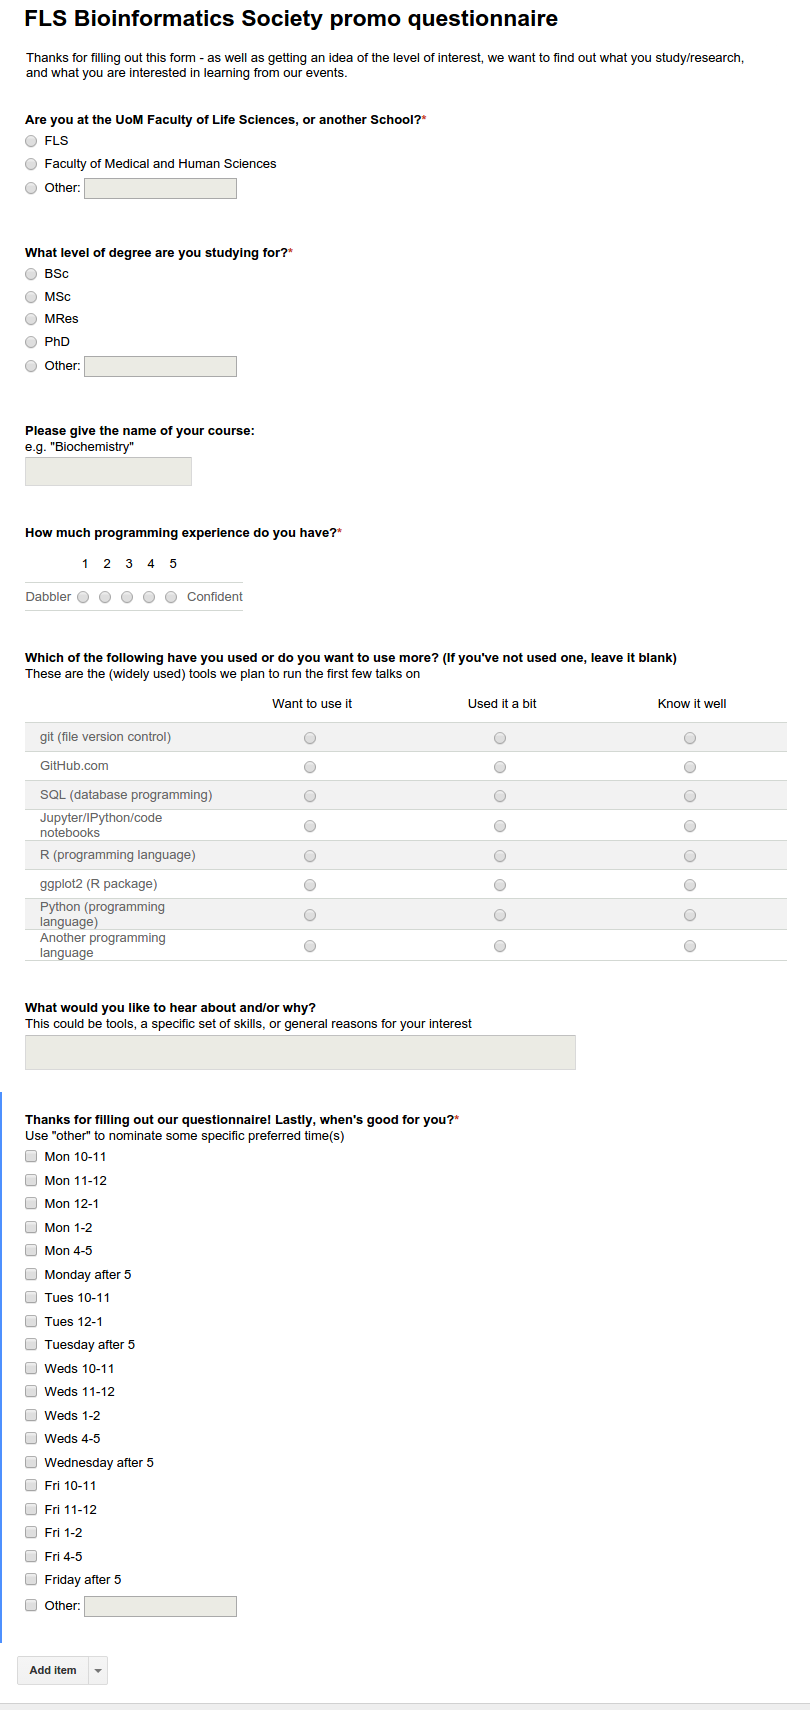 FLS Bioinformatics Society promo questionnaire
Thanks for filling out this form - as well as getting an idea of the level of interest, we want to find out what you study/research,
and what you are interested in learning from our events.
Are you at the UoM Faculty of Life Sciences, or another School?*
FLS
Faculty of Medical and Human Sciences
Other:
What level of degree are you studying for?*
BSc
MSc
MRes
PhD
Other:
Please give the name of your course:
e.g. "Biochemistry"
How much programming experience do you have?*
1 2 3 4 5
Dabbler Confident
Which of the following have you used or do you want to use more? (If you've not used one, leave it blank)
These are the (widely used) tools we plan to run the first few talks on
Want to use it Used it a bit Know it well
git (file version control)
GitHub.com
SQL (database programming)
Jupyter/IPython/code
notebooks
R (programming language)
ggplot2 (R package)
Python (programming
language)
Another programming
language
What would you like to hear about and/or why?
This could be tools, a specific set of skills, or general reasons for your interest
Thanks for filling out our questionnaire! Lastly, when's good for you?*
Use "other" to nominate some specific preferred time(s)
Mon 10-11
Mon 11-12
Mon 12-1
Mon 1-2
Mon 4-5
Monday after 5
Tues 10-11
Tues 12-1
Tuesday after 5
Weds 10-11
Weds 11-12
Weds 1-2
Weds 4-5
Wednesday after 5
Fri 10-11
Fri 11-12
Fri 1-2
Fri 4-5
Friday after 5
Other:
Add item